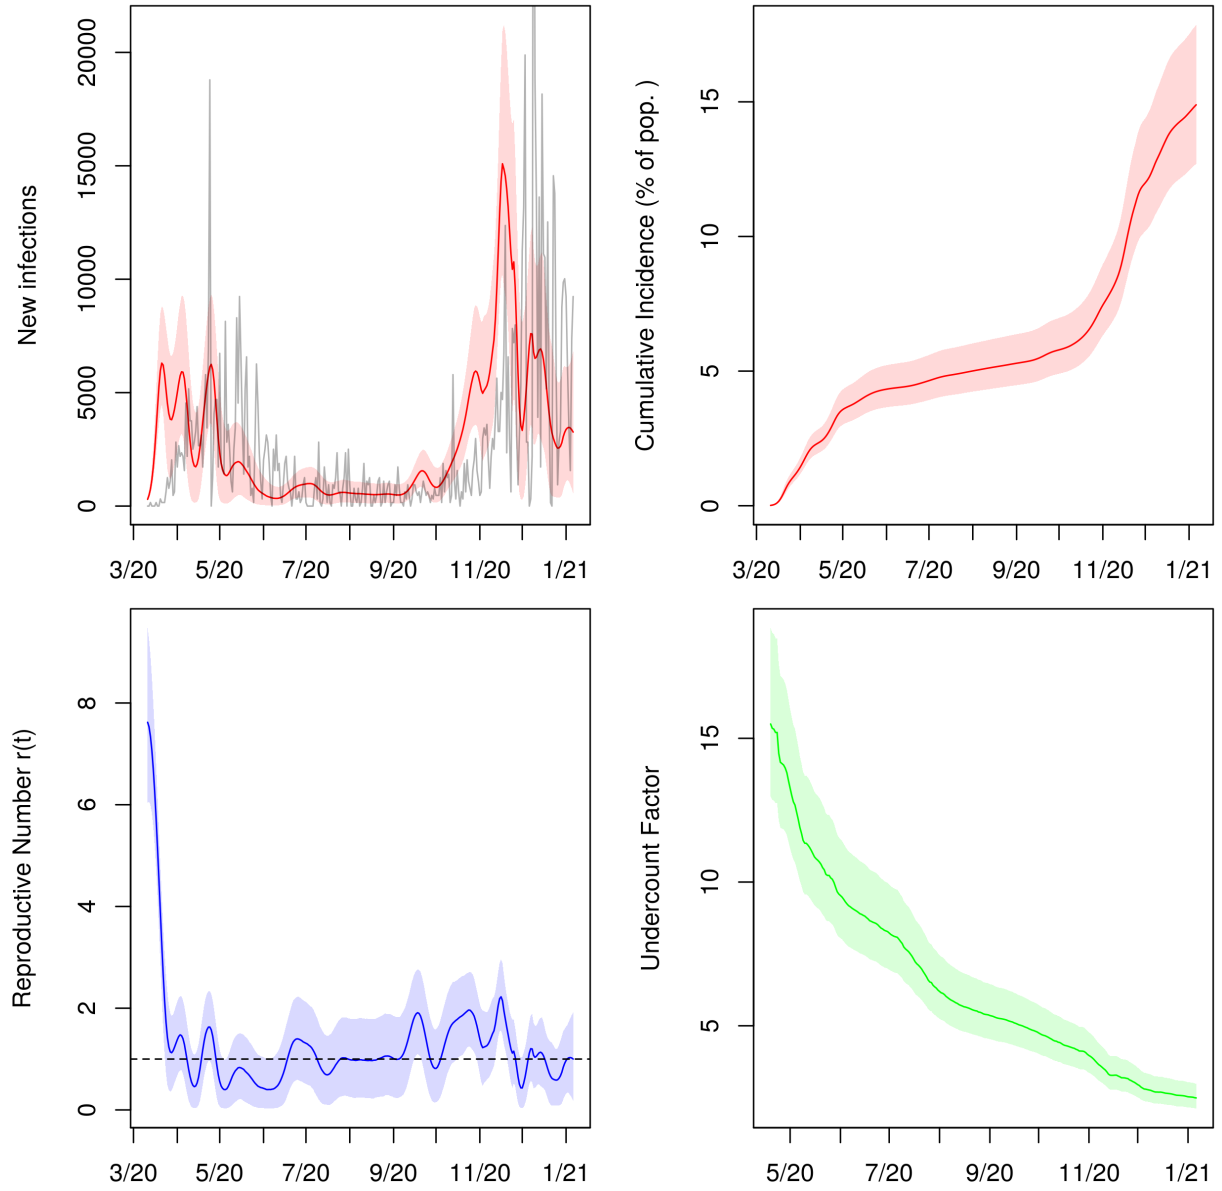 New infections
0
5000
10000
15000
20000
3/20 5/20 7/20 9/20 11/20 1/21
Cumulative Incidence (% of pop. )
0
5
10
15
3/20 5/20 7/20 9/20 11/20 1/21
Reproductive Number r(t)
0
2
4
6
8
3/20 5/20 7/20 9/20 11/20 1/21
Undercount Factor
5
10
15
5/20 7/20 9/20 11/20 1/21